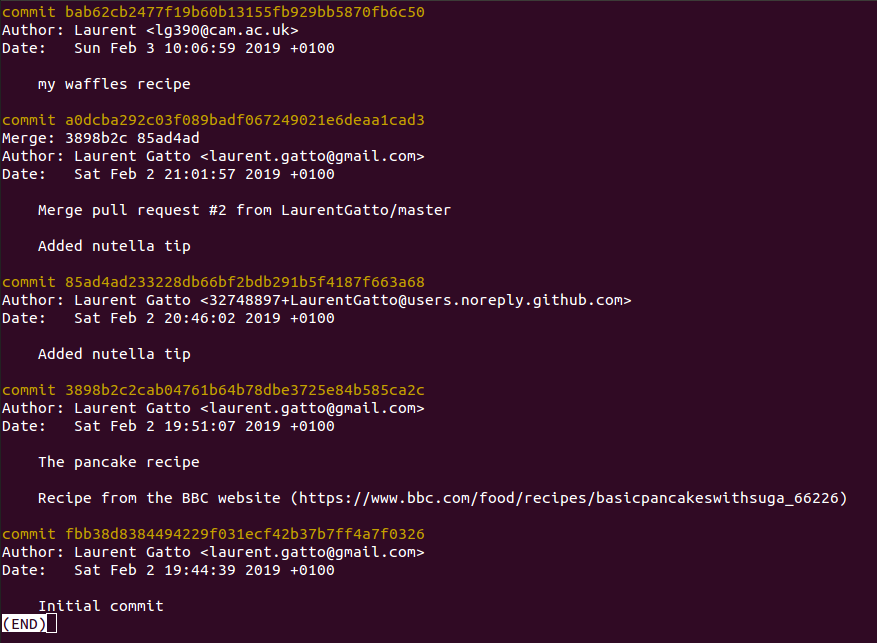 commit bab62cb2477f19b60b13155fb929bb5870fb6c50
Author: Laurent <lg390@cam.ac.uk>
Date:   Sun Feb 3 10:06:59 2019 +0100
my waffles recipe
commit a0dcba292c03f089badf067249021e6deaa1cad3
Merge: 3898b2c 85ad4ad
Author: Laurent Gatto <laurent.gatto@gmail.com>
Date:   Sat Feb 2 21:01:57 2019 +0100
Merge pull request #2 from LaurentGatto/master
Added nutella tip
commit 85ad4ad233228db66bf2bdb291b5f4187f663a68
Author: Laurent Gatto <32748897+LaurentGatto@users.noreply.github.com>
Date:   Sat Feb 2 20:46:02 2019 +0100
Added nutella tip
commit 3898b2c2cab04761b64b78dbe3725e84b585ca2c
Author: Laurent Gatto <laurent.gatto@gmail.com>
Date:   Sat Feb 2 19:51:07 2019 +0100
The pancake recipe
Recipe from the BBC website (https://www.bbc.com/food/recipes/basicpancakeswithsuga_66226)
commit fbb38d8384494229f031ecf42b37b7ff4a7f0326
Author: Laurent Gatto <laurent.gatto@gmail.com>
Date:   Sat Feb 2 19:44:39 2019 +0100
Initial commit
(END)